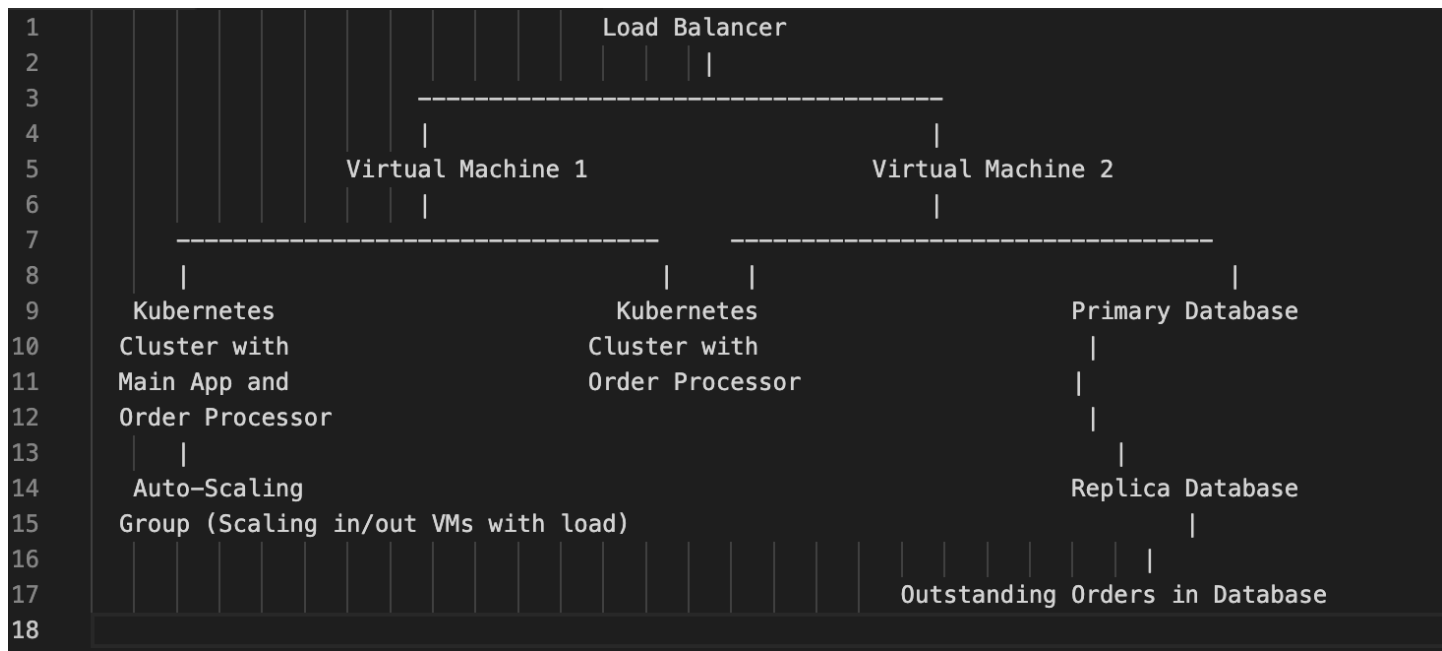 1 Load Balancer
2 |
3 -------------------------------------
4 | |
5 Virtual Machine 1 Virtual Machine 2
6 | |
7 ---------------------------------- ----------------------------------
8 | | | |
9 Kubernetes Kubernetes Primary Database
10 Cluster with Cluster with |
11 Main App and Order Processor |
12 Order Processor |
13 | |
14 Auto-Scaling Replica Database
15 Group (Scaling in/out VMs with load) |
16 |
17 Outstanding Orders in Database
18